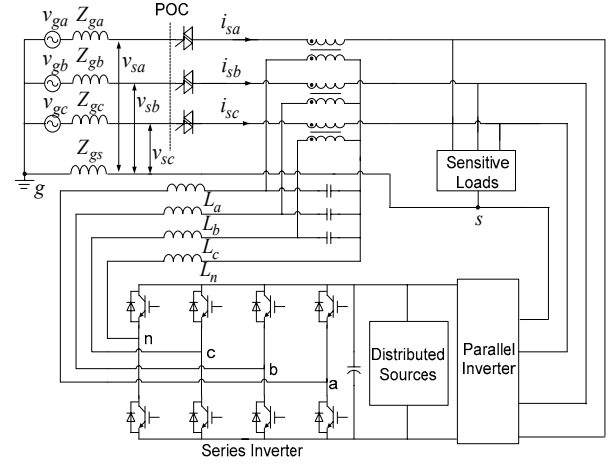 POC
v_ga Z_ga i_sa
v_sa
v_gb Z_gb i_sb
v_sb
v_gc Z_gc i_sc
v_sc
Z_gs
g
Sensitive
Loads
s
L_a
L_b
L_c
L_n
n
c
b
a
Distributed
Sources
Parallel
Inverter
Series Inverter